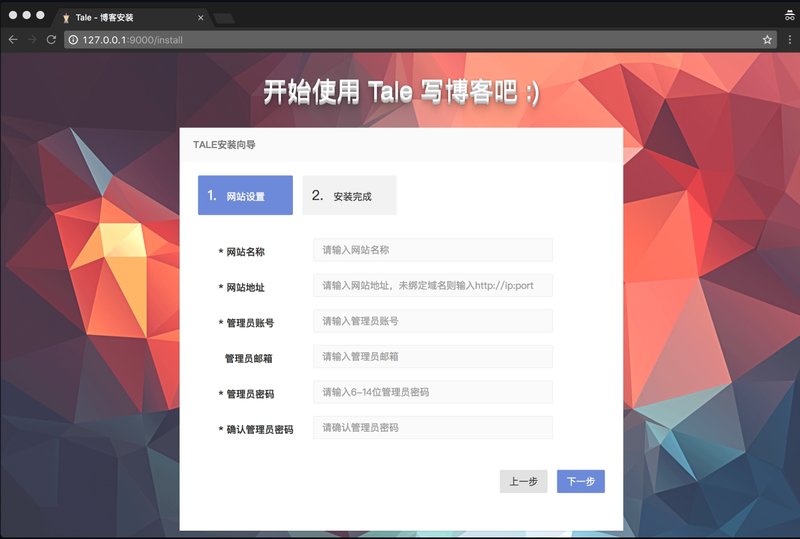 Tale - 博客安装
127.0.0.1:9000/install
开始使用 Tale 写博客吧 :)
TALE安装向导
1. 网站设置
2. 安装完成
* 网站名称 请输入网站名称
* 网站地址 请输入网站地址，未绑定域名则输入http://ip:port
* 管理员账号 请输入管理员账号
管理员邮箱 请输入管理员邮箱
* 管理员密码 请输入6-14位管理员密码
* 确认管理员密码 请确认管理员密码
上一步 下一步